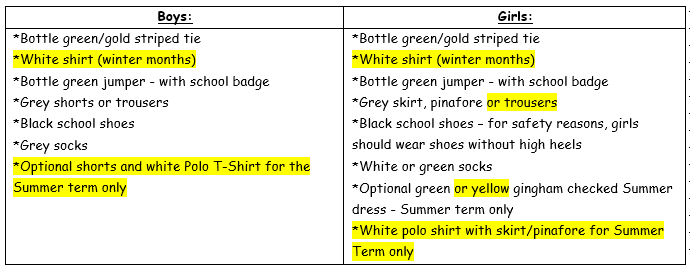 Boys:
*Bottle green/gold striped tie
*White shirt (winter months)
*Bottle green jumper - with school badge
*Grey shorts or trousers
*Black school shoes
*Grey socks
*Optional shorts and white Polo T-Shirt for the
Summer term only
Girls:
*Bottle green/gold striped tie
*White shirt (winter months)
*Bottle green jumper - with school badge
*Grey skirt, pinafore or trousers
*Black school shoes – for safety reasons, girls
should wear shoes without high heels
*White or green socks
*Optional green or yellow gingham checked Summer
dress - Summer term only
*White polo shirt with skirt/pinafore for Summer
Term only